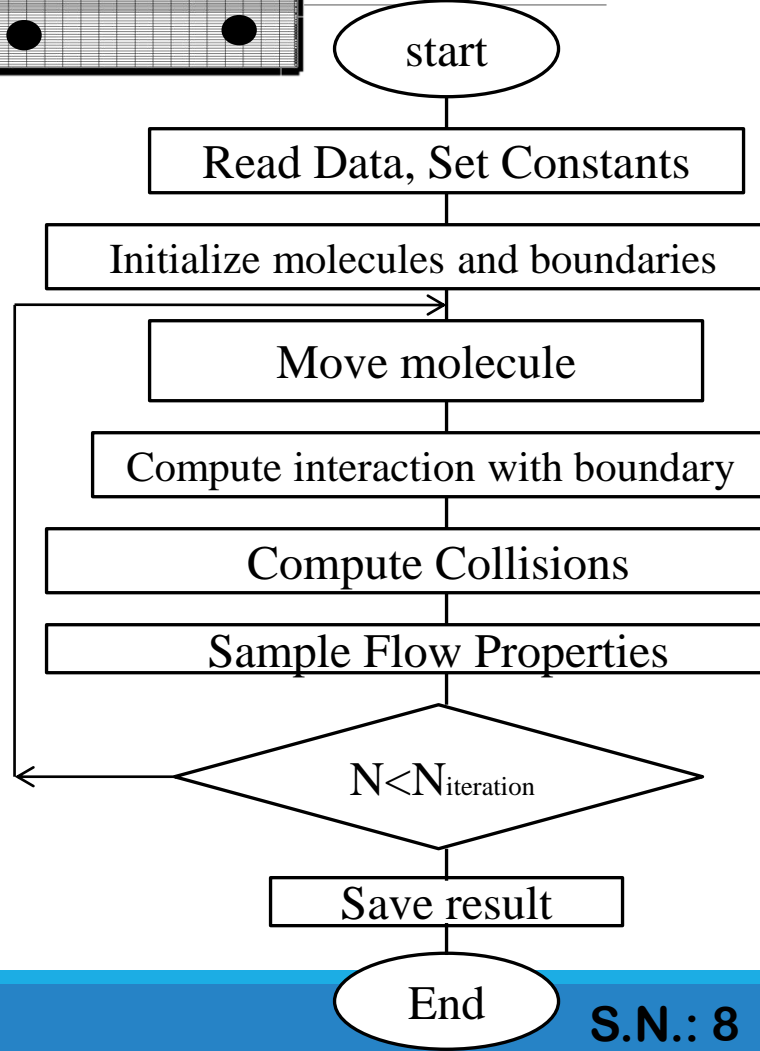 start
Read Data, Set Constants
Initialize molecules and boundaries
Move molecule
Compute interaction with boundary
Compute Collisions
Sample Flow Properties
N<Niteration
Save result
End
S.N.: 8